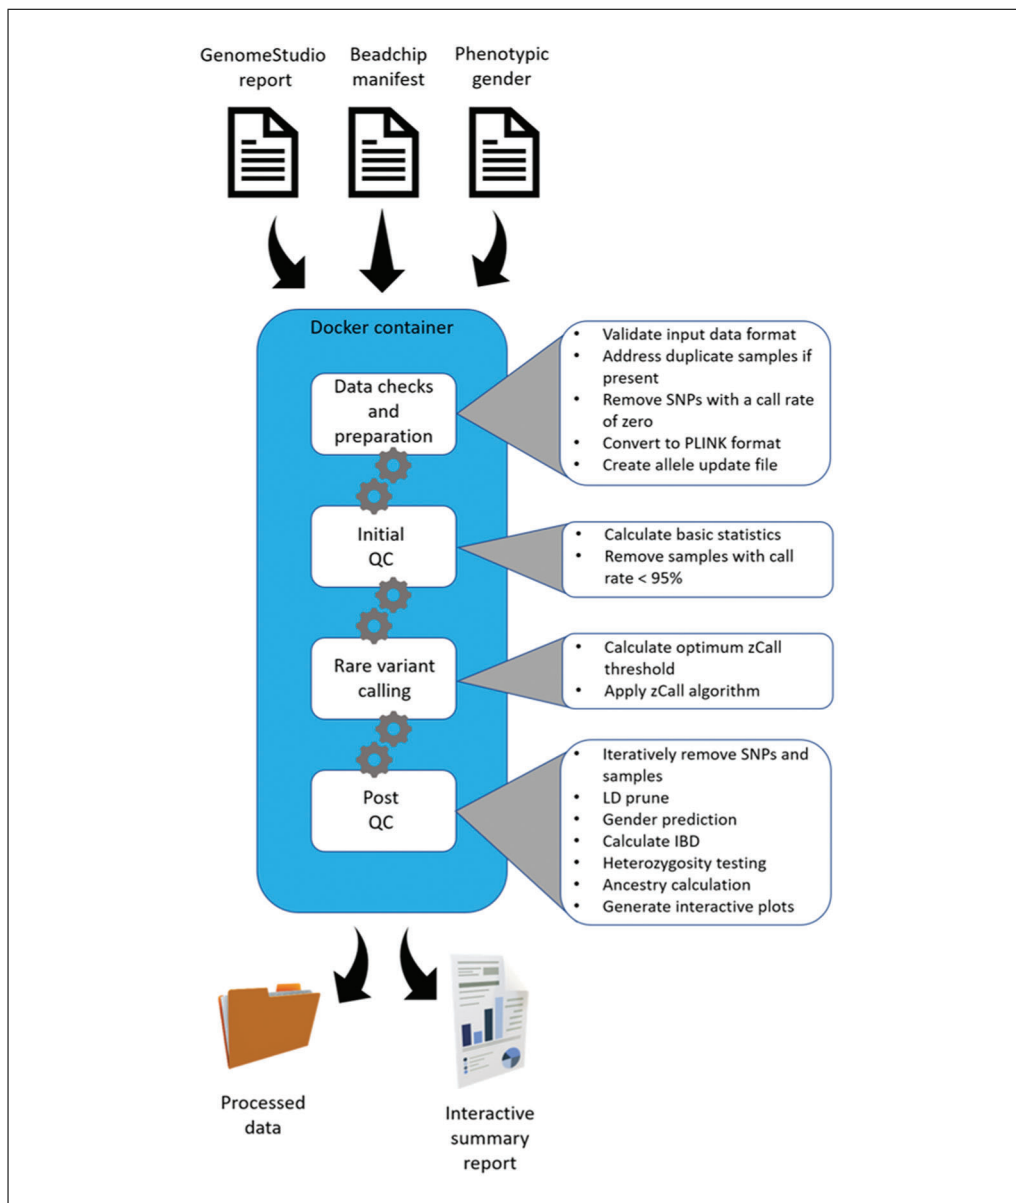 GenomeStudio
report
Beadchip
manifest
Phenotypic
gender
Docker container
Data checks
and
preparation
• Validate input data format
• Address duplicate samples if
present
• Remove SNPs with a call rate
of zero
• Convert to PLINK format
• Create allele update file
Initial
QC
• Calculate basic statistics
• Remove samples with call
rate < 95%
Rare variant
calling
• Calculate optimum zCall
threshold
• Apply zCall algorithm
Post
QC
• Iteratively remove SNPs and
samples
• LD prune
• Gender prediction
• Calculate IBD
• Heterozygosity testing
• Ancestry calculation
• Generate interactive plots
Processed
data
Interactive
summary
report